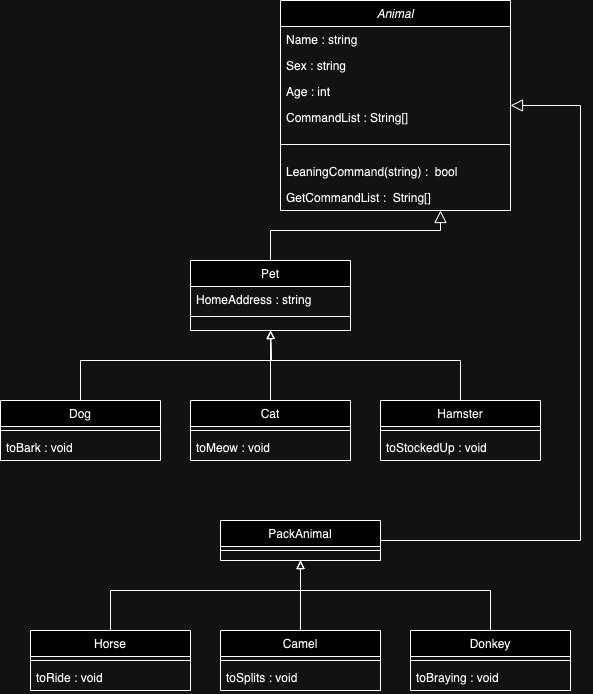 Animal
Name : string
Sex : string
Age : int
CommandList : String[]
LeaningCommand(string) :  bool
GetCommandList :  String[]
Pet
HomeAddress : string
Dog
toBark : void
Cat
toMeow : void
Hamster
toStockedUp : void
PackAnimal
Horse
toRide : void
Camel
toSplits : void
Donkey
toBraying : void